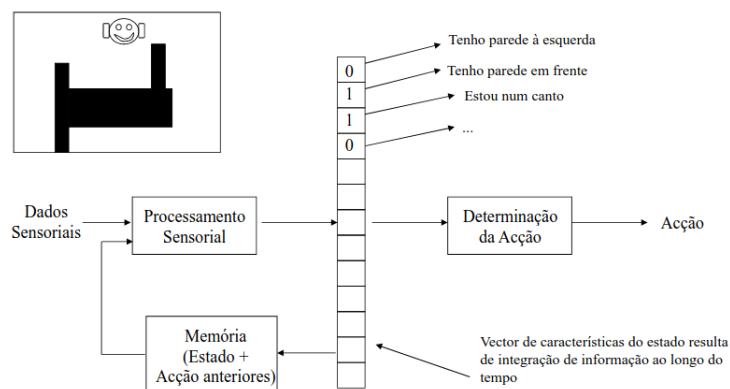 Tenho parede à esquerda
0
Tenho parede em frente
1
Estou num canto
1
...
0
Dados
Sensoriais
Processamento
Sensorial
Determinação
da Acção
Acção
Memória
(Estado +
Acção anteriores)
Vector de características do estado resulta
de integração de informação ao longo do
tempo